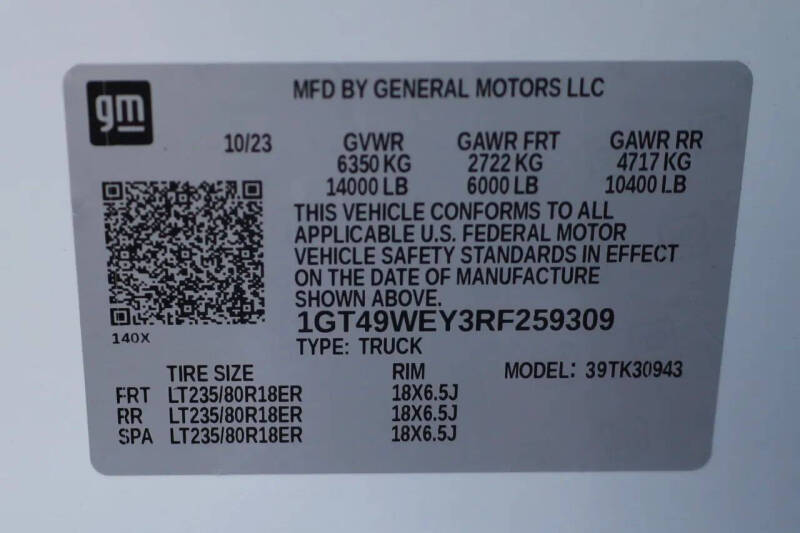 gm
MFD BY GENERAL MOTORS LLC
10/23 GVWR GAWR FRT GAWR RR
6350 KG 2722 KG 4717 KG
14000 LB 6000 LB 10400 LB
THIS VEHICLE CONFORMS TO ALL
APPLICABLE U.S. FEDERAL MOTOR
VEHICLE SAFETY STANDARDS IN EFFECT
ON THE DATE OF MANUFACTURE
SHOWN ABOVE.
1GT49WEY3RF259309
140X
TYPE: TRUCK
TIRE SIZE RIM MODEL: 39TK30943
FRT LT235/80R18ER 18X6.5J
RR LT235/80R18ER 18X6.5J
SPA LT235/80R18ER 18X6.5J